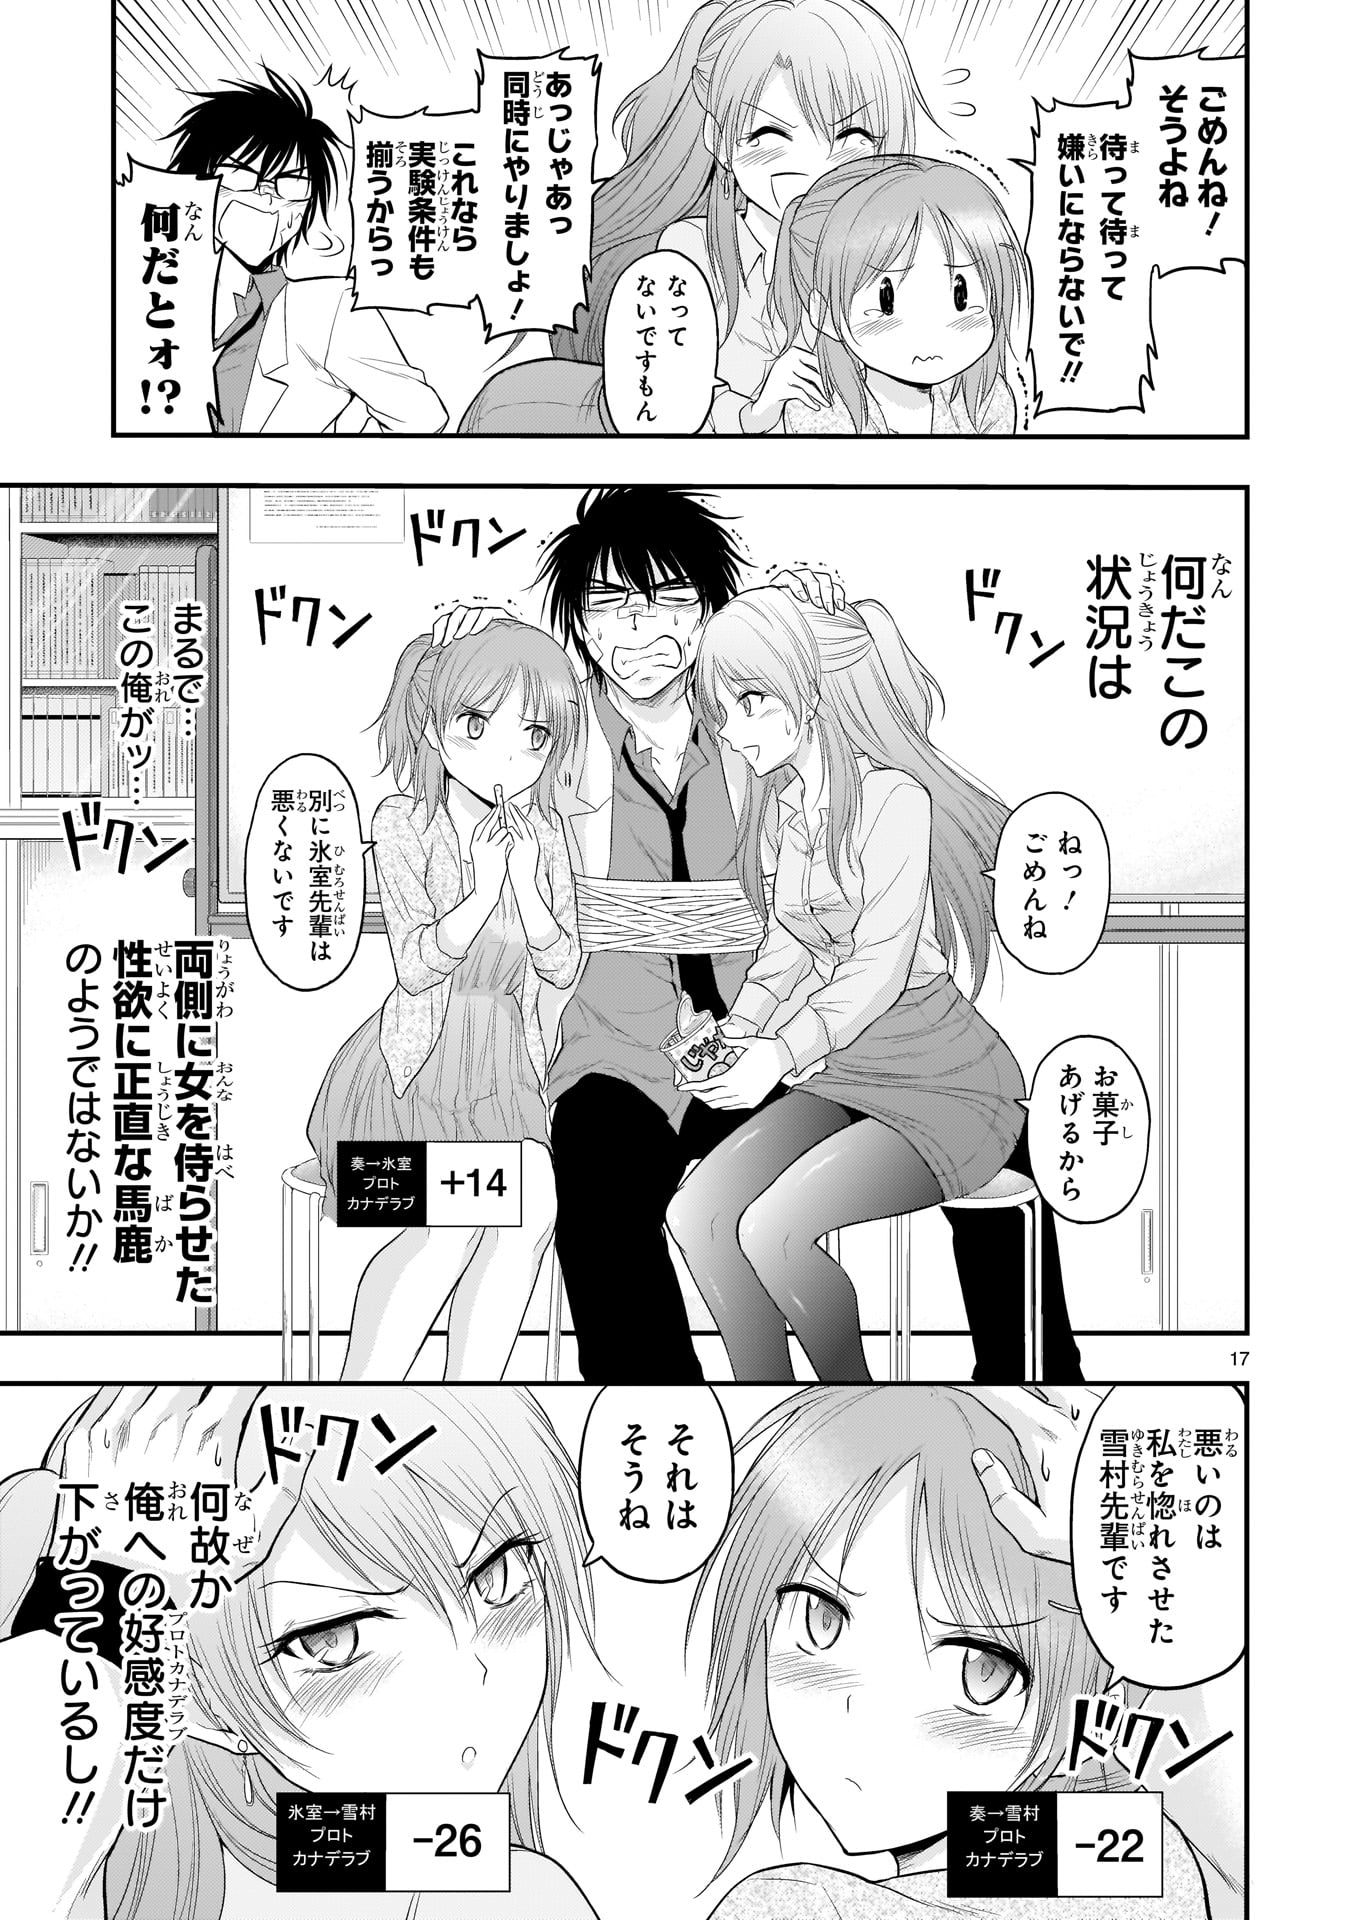 ごめんね!
そうよね
待って待って
嫌いにならないで!!
なって
ないですもん
あっじゃあっ
同時にやりましょ!
これなら
実験条件も
揃うからっ
何だとォ
!?
何だこの
状況は
ドクン
ドクン
ドクン
ねっ!
ごめんね
お菓子
あげるから
じゃが
別に氷室先輩は
悪くないです
奏→氷室
プロト
カナデラブ
+14
まるで…
この俺がッ…
ドクン
両側に女を侍らせた
性欲に正直な馬鹿
のようではないか!!
17
悪いのは
私を惚れさせた
雪村先輩です
それは
そうね
ドクン
奏→雪村
プロト
カナデラブ
-22
ドクン
ドクン
氷室→雪村
プロト
カナデラブ
-26
何故か
俺への好感度だけ
プロトカナデラブ
下がっているし!!